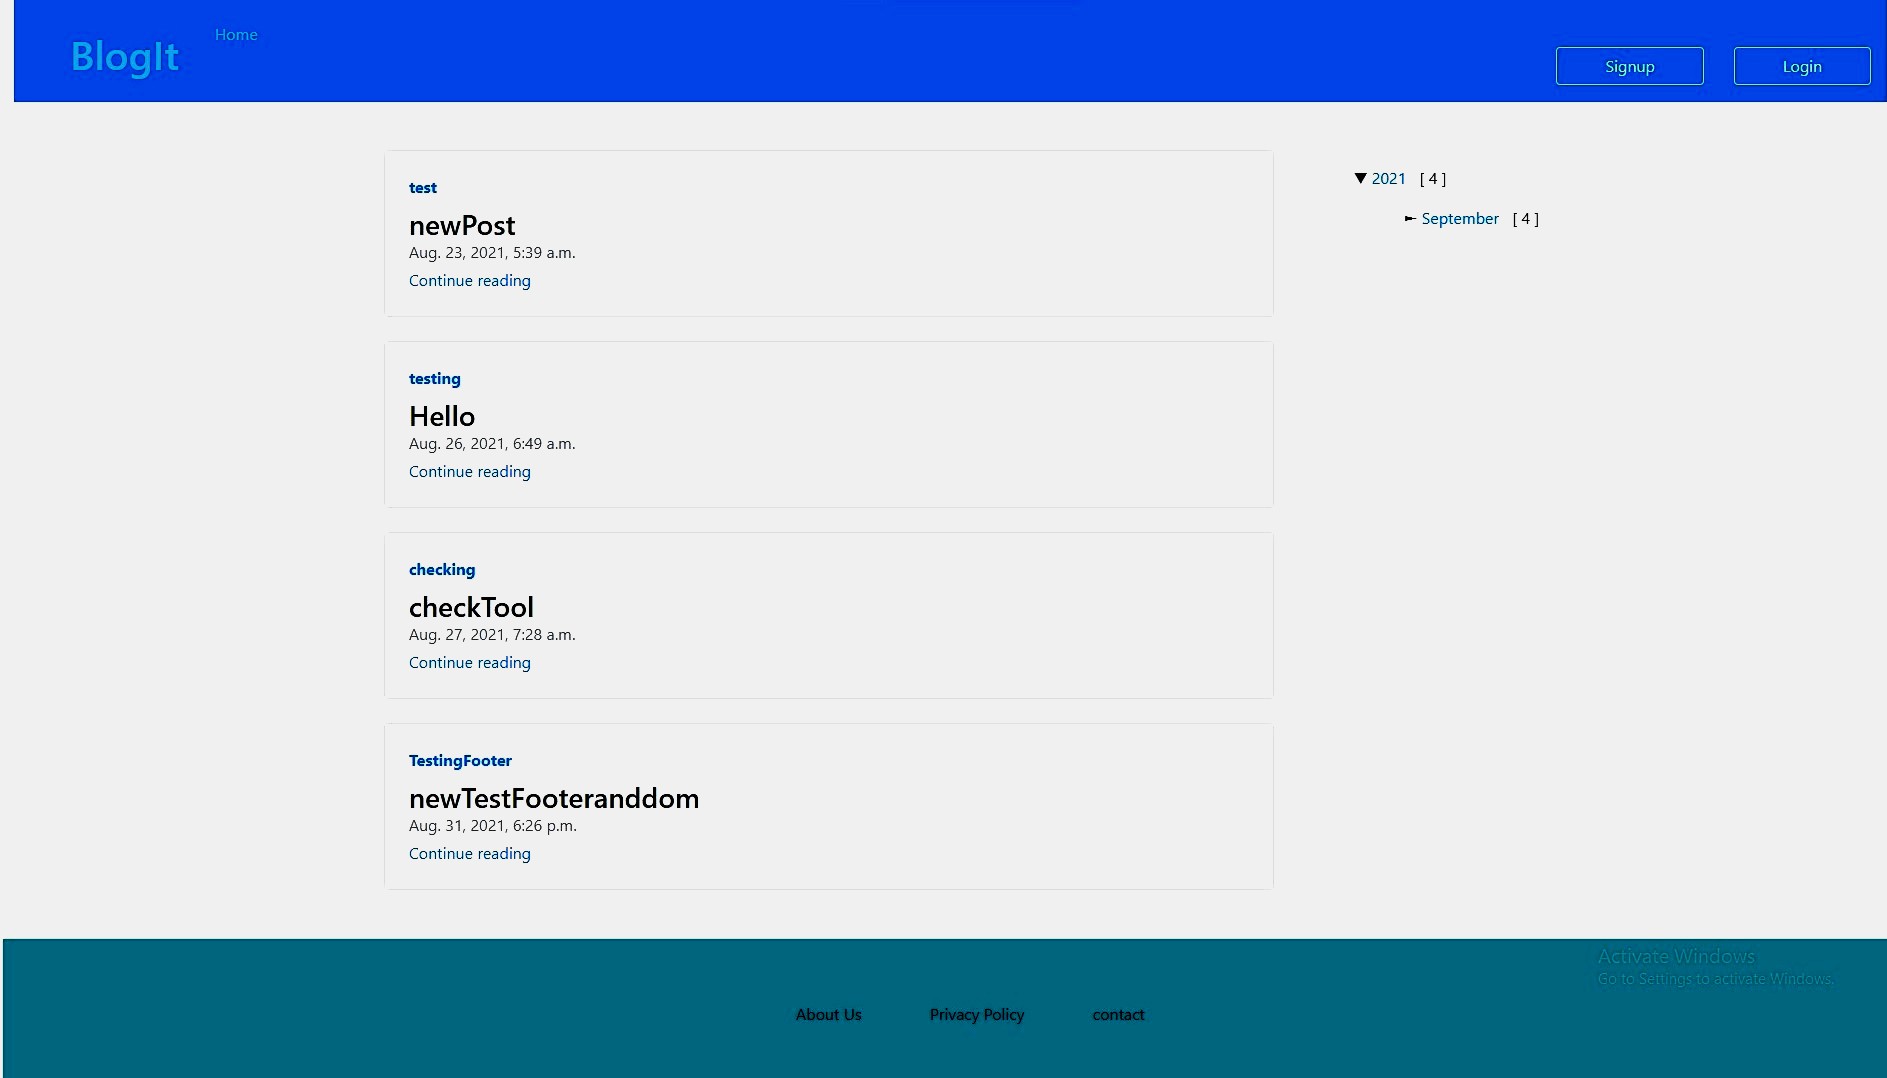 BlogIt
Home
Signup
Login
test
newPost
Aug. 23, 2021, 5:39 a.m.
Continue reading
testing
Hello
Aug. 26, 2021, 6:49 a.m.
Continue reading
checking
checkTool
Aug. 27, 2021, 7:28 a.m.
Continue reading
TestingFooter
newTestFooteranddom
Aug. 31, 2021, 6:26 p.m.
Continue reading
▼ 2021 [ 4 ]
► September [ 4 ]
Activate Windows
Go to Settings to activate Windows.
About Us
Privacy Policy
contact